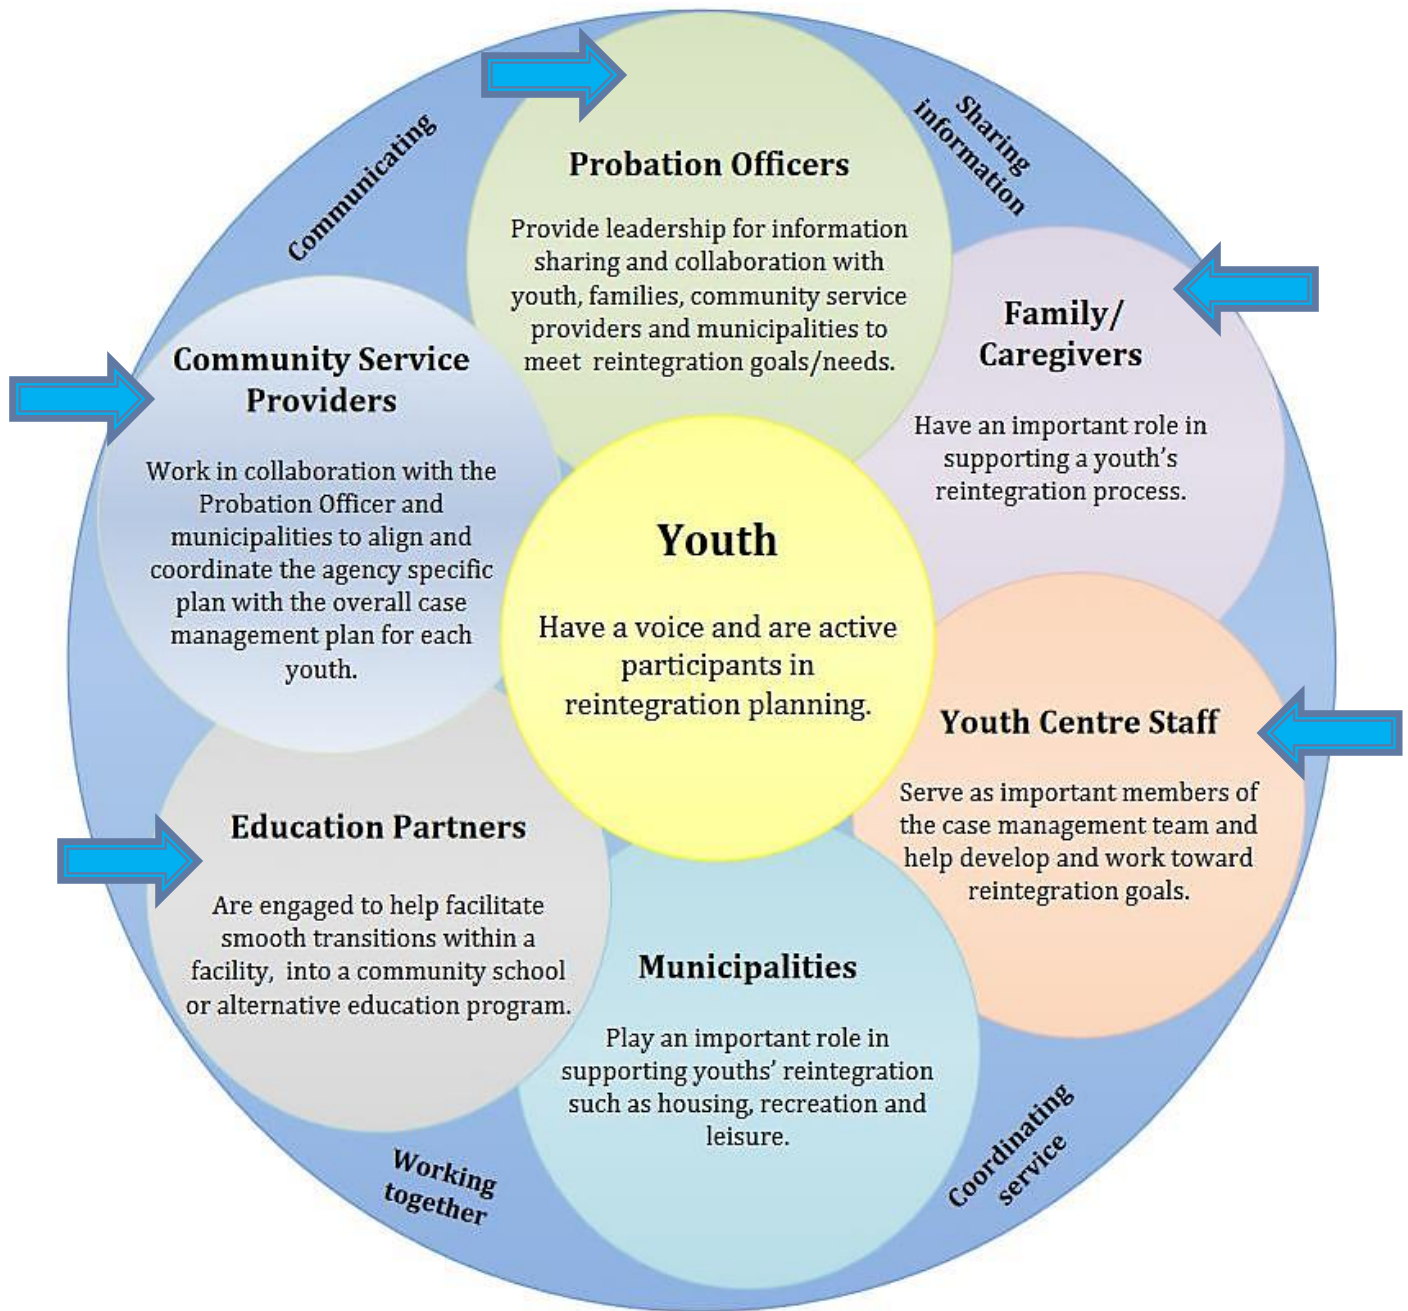 Communicating
Sharing
information
Probation Officers
Provide leadership for information
sharing and collaboration with
youth, families, community service
providers and municipalities to
meet reintegration goals/needs.
Family/
Caregivers
Have an important role in
supporting a youth's
reintegration process.
Community Service
Providers
Work in collaboration with the
Probation Officer and
municipalities to align and
coordinate the agency specific
plan with the overall case
management plan for each
youth.
Youth
Have a voice and are active
participants in
reintegration planning.
Youth Centre Staff
Serve as important members of
the case management team and
help develop and work toward
reintegration goals.
Education Partners
Are engaged to help facilitate
smooth transitions within a
facility, into a community school
or alternative education program.
Municipalities
Play an important role in
supporting youths' reintegration
such as housing, recreation and
leisure.
Working
together
Coordinating
service